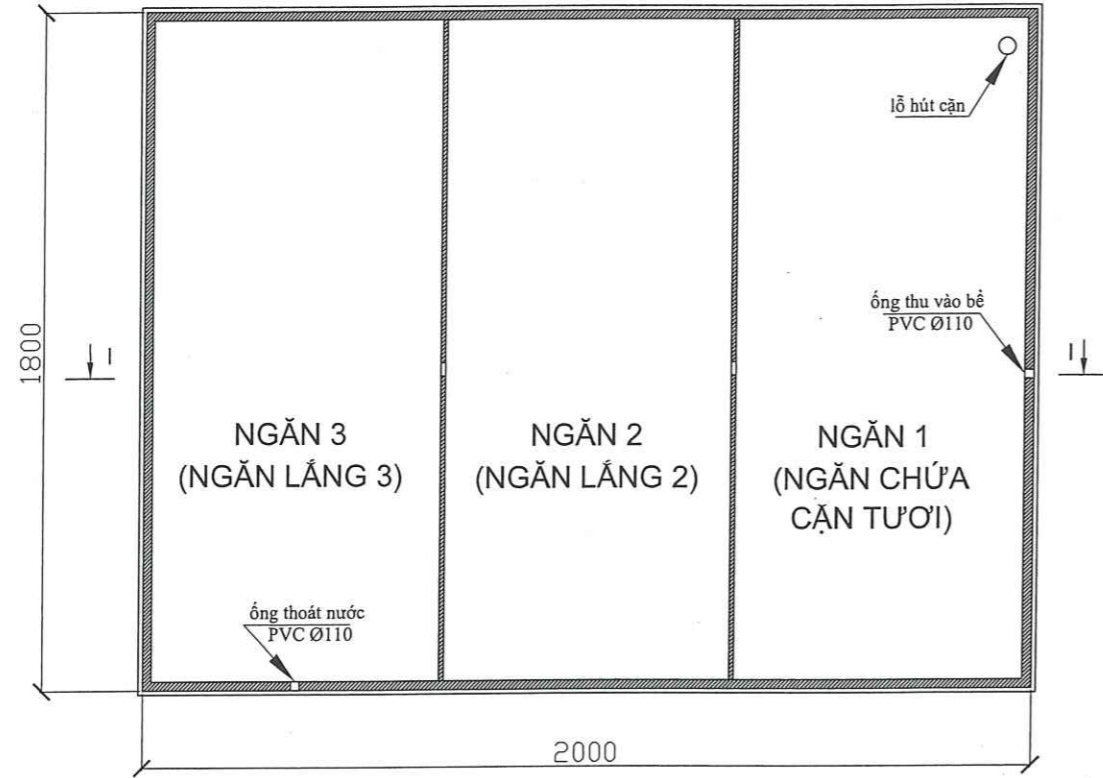 lỗ hút cặn
ống thu vào bể
PVC Ø110
1800
I
I
NGĂN 3
(NGĂN LẮNG 3)
NGĂN 2
(NGĂN LẮNG 2)
NGĂN 1
(NGĂN CHỨA
CẶN TƯƠI)
ống thoát nước
PVC Ø110
2000